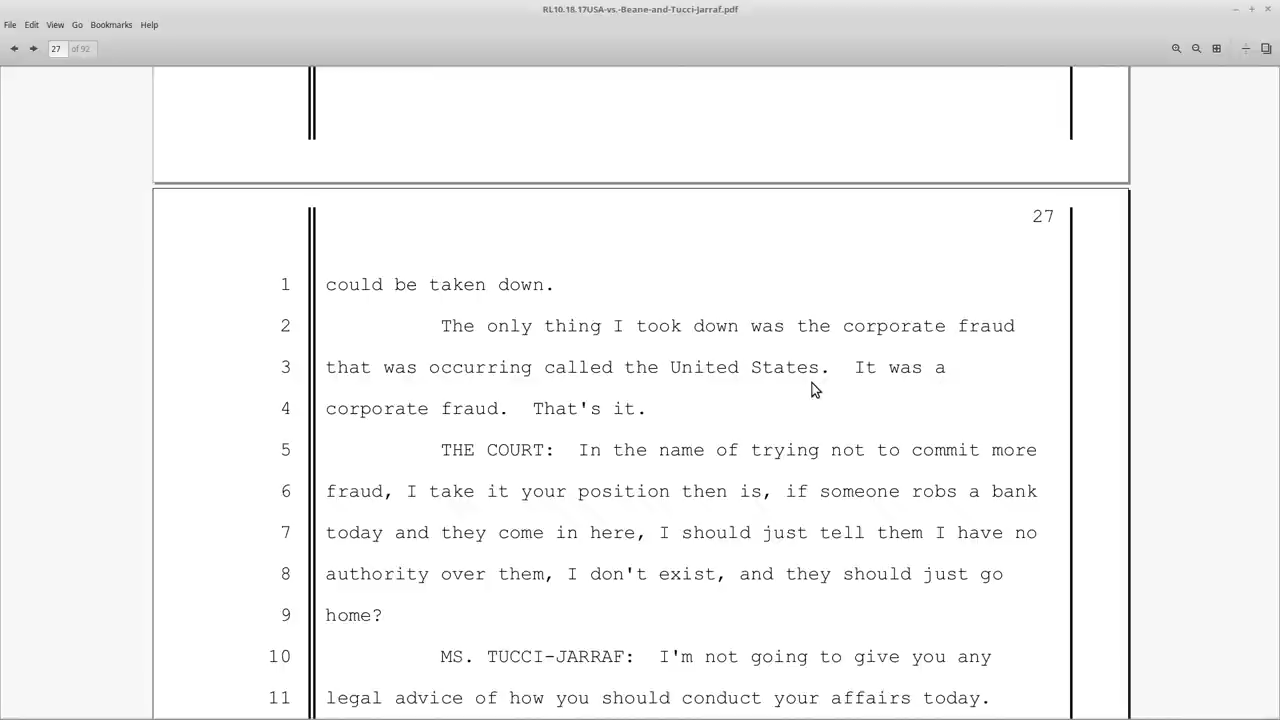 RL10.18.17USA-vs.-Beane-and-Tucci-Jarraf.pdf
File Edit View Go Bookmarks Help
27 of 92
27
1 could be taken down.
2 The only thing I took down was the corporate fraud
3 that was occurring called the United States. It was a
4 corporate fraud. That's it.
5 THE COURT: In the name of trying not to commit more
6 fraud, I take it your position then is, if someone robs a bank
7 today and they come in here, I should just tell them I have no
8 authority over them, I don't exist, and they should just go
9 home?
10 MS. TUCCI-JARRAF: I'm not going to give you any
11 legal advice of how you should conduct your affairs today.